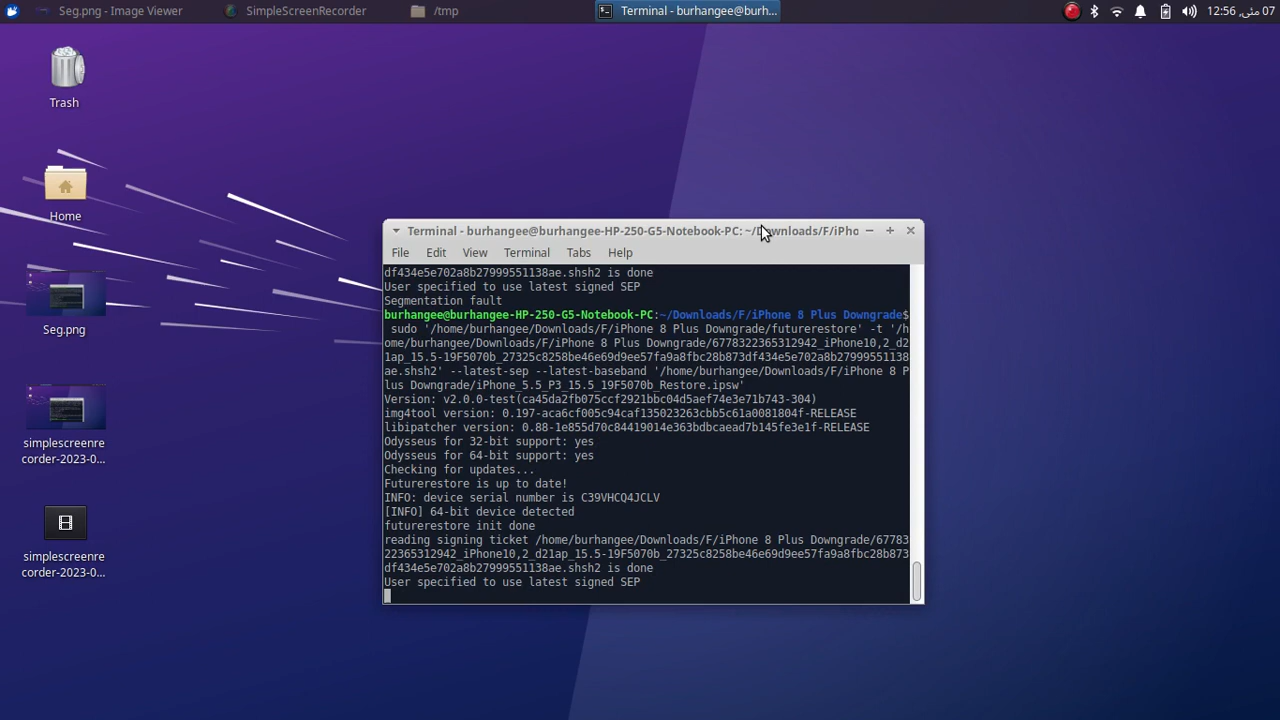 Seg.png - Image Viewer
SimpleScreenRecorder
/tmp
Terminal - burhangee@burh...
07 مئی, 12:56
Trash
Home
Seg.png
simplescreenre
corder-2023-0...
simplescreenre
corder-2023-0...
Terminal - burhangee@burhangee-HP-250-G5-Notebook-PC: ~/Downloads/F/iPho
File Edit View Terminal Tabs Help
df434e5e702a8b27999551138ae.shsh2 is done
User specified to use latest signed SEP
Segmentation fault
burhangee@burhangee-HP-250-G5-Notebook-PC:~/Downloads/F/iPhone 8 Plus Downgrade$
sudo '/home/burhangee/Downloads/F/iPhone 8 Plus Downgrade/futurerestore' -t '/h
ome/burhangee/Downloads/F/iPhone 8 Plus Downgrade/6778322365312942_iPhone10,2_d2
1ap_15.5-19F5070b_27325c8258be46e69d9ee57fa9a8fbc28b873df434e5e702a8b27999551138
ae.shsh2' --latest-sep --latest-baseband '/home/burhangee/Downloads/F/iPhone 8 P
lus Downgrade/iPhone_5.5_P3_15.5_19F5070b_Restore.ipsw'
Version: v2.0.0-test(ca45da2fb075ccf2921bbc04d5aef74e3e71b743-304)
img4tool version: 0.197-aca6cf005c94caf135023263cbb5c61a0081804f-RELEASE
libipatcher version: 0.88-1e855d70c84419014e363bdbcaead7b145fe3e1f-RELEASE
Odysseus for 32-bit support: yes
Odysseus for 64-bit support: yes
Checking for updates...
Futurerestore is up to date!
INFO: device serial number is C39VHCQ4JCLV
[INFO] 64-bit device detected
futurerestore init done
reading signing ticket /home/burhangee/Downloads/F/iPhone 8 Plus Downgrade/67783
22365312942_iPhone10,2_d21ap_15.5-19F5070b_27325c8258be46e69d9ee57fa9a8fbc28b873
df434e5e702a8b27999551138ae.shsh2 is done
User specified to use latest signed SEP